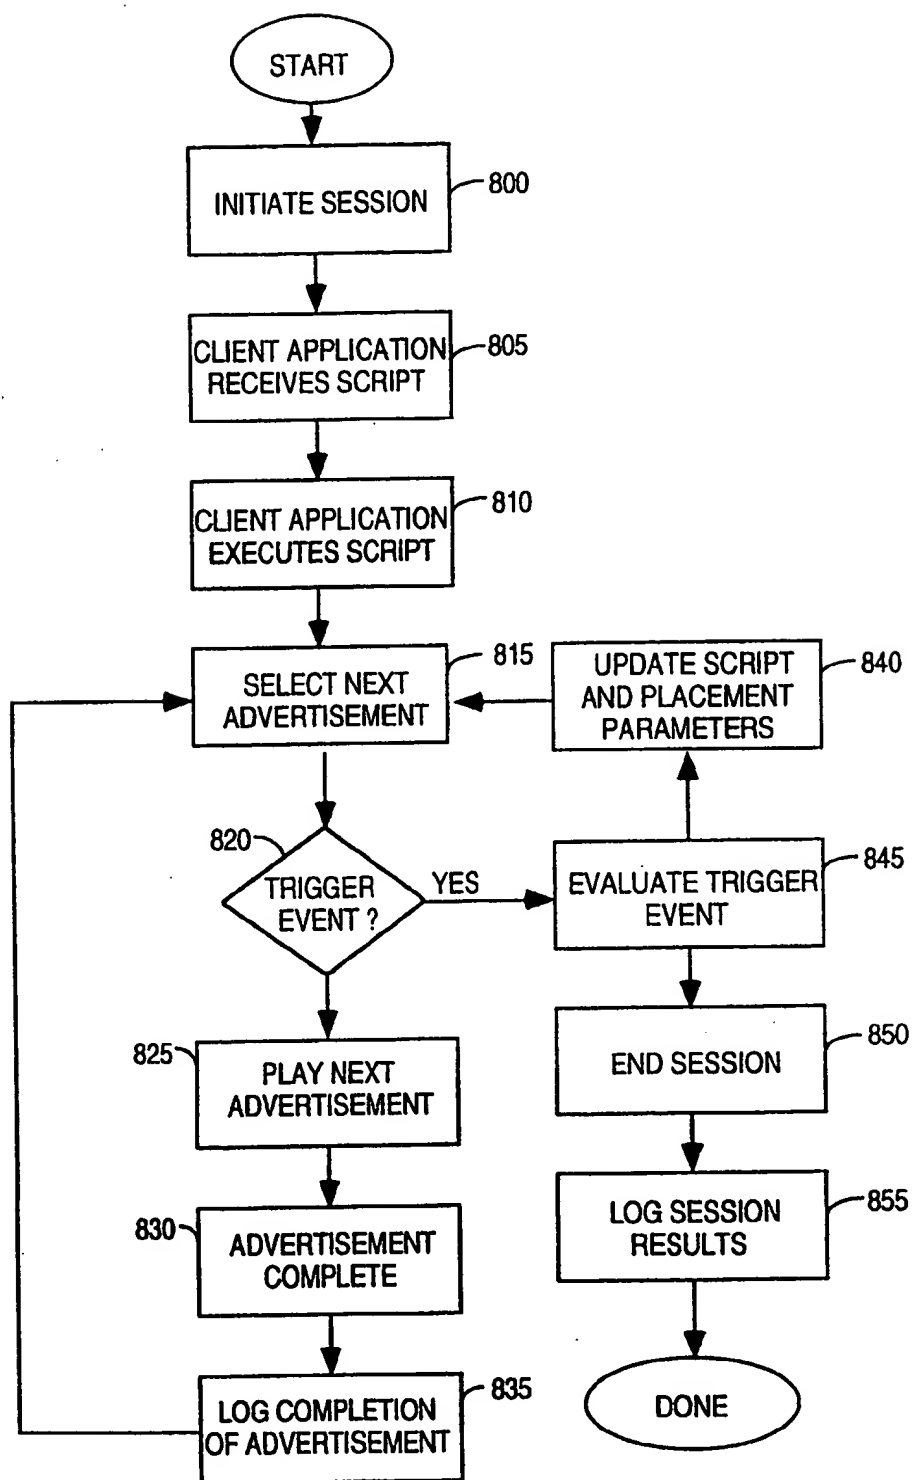 START
INITIATE SESSION
800
CLIENT APPLICATION
RECEIVES SCRIPT
805
CLIENT APPLICATION
EXECUTES SCRIPT
810
SELECT NEXT
ADVERTISEMENT
815
UPDATE SCRIPT
AND PLACEMENT
PARAMETERS
840
820
TRIGGER
EVENT ?
YES
EVALUATE TRIGGER
EVENT
845
825
PLAY NEXT
ADVERTISEMENT
END SESSION
850
830
ADVERTISEMENT
COMPLETE
LOG SESSION
RESULTS
855
LOG COMPLETION
OF ADVERTISEMENT
835
DONE